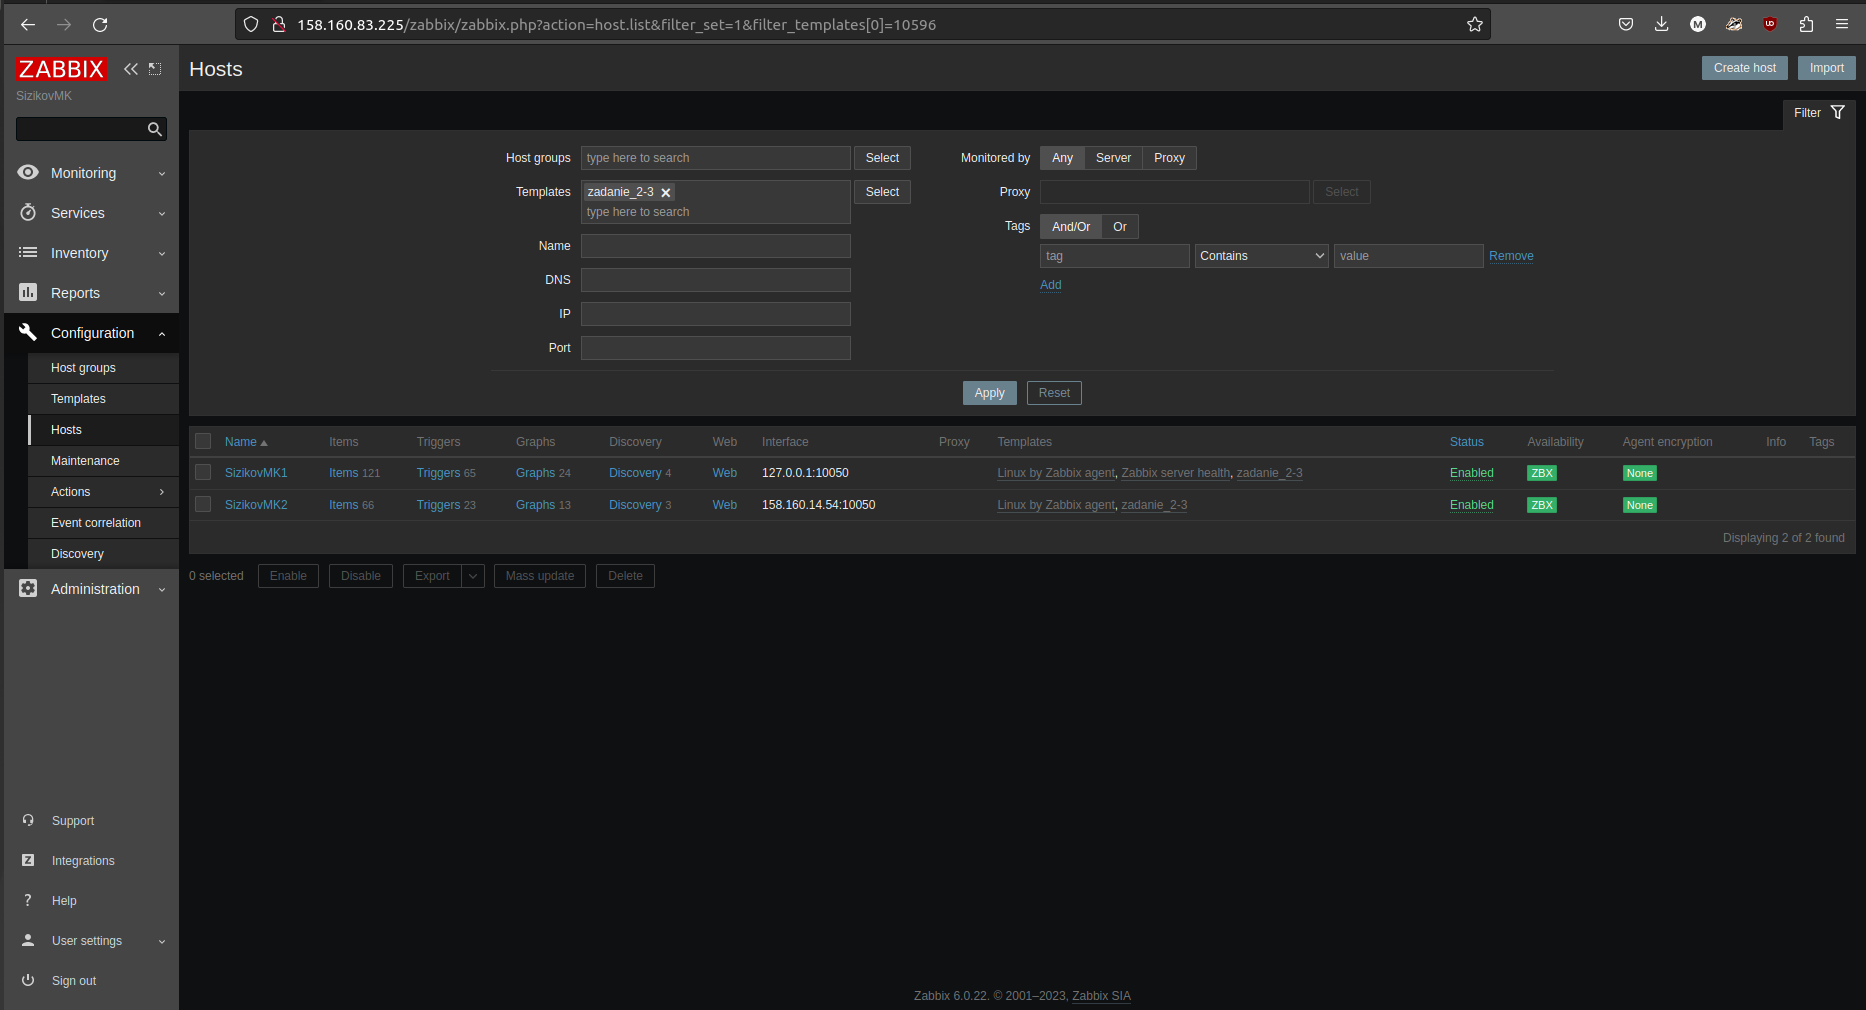 158.160.83.225/zabbix/zabbix.php?action=host.list&filter_set=1&filter_templates[0]=10596
M
UD
ZABBIX
SizikovMK
Monitoring
Services
Inventory
Reports
Configuration
Host groups
Templates
Hosts
Maintenance
Actions
Event correlation
Discovery
Administration
Support
Z Integrations
? Help
User settings
Sign out
Hosts
Create host Import
Filter
Host groups type here to search Select
Templates zadanie_2-3 Select
type here to search
Name
DNS
IP
Port
Monitored by Any Server Proxy
Proxy Select
Tags And/Or Or
tag Contains value Remove
Add
Apply Reset
Name Items Triggers Graphs Discovery Web Interface Proxy Templates Status Availability Agent encryption Info Tags
SizikovMK1 Items 121 Triggers 65 Graphs 24 Discovery 4 Web 127.0.0.1:10050 Linux by Zabbix agent, Zabbix server health, zadanie_2-3 Enabled ZBX None
SizikovMK2 Items 66 Triggers 23 Graphs 13 Discovery 3 Web 158.160.14.54:10050 Linux by Zabbix agent, zadanie_2-3 Enabled ZBX None
Displaying 2 of 2 found
0 selected Enable Disable Export Mass update Delete
Zabbix 6.0.22. © 2001–2023, Zabbix SIA